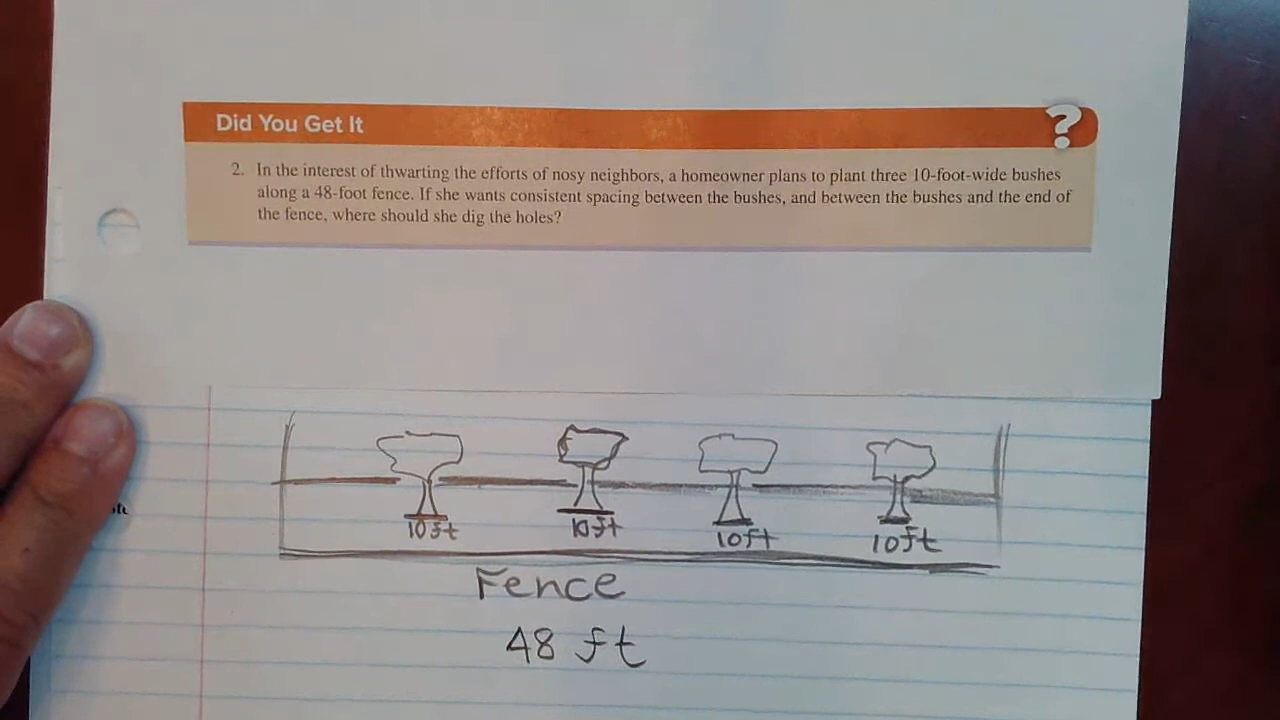 Did You Get It
?
2. In the interest of thwarting the efforts of nosy neighbors, a homeowner plans to plant three 10-foot-wide bushes
along a 48-foot fence. If she wants consistent spacing between the bushes, and between the bushes and the end of
the fence, where should she dig the holes?
10ft 10ft 10ft 10ft
Fence
48 ft